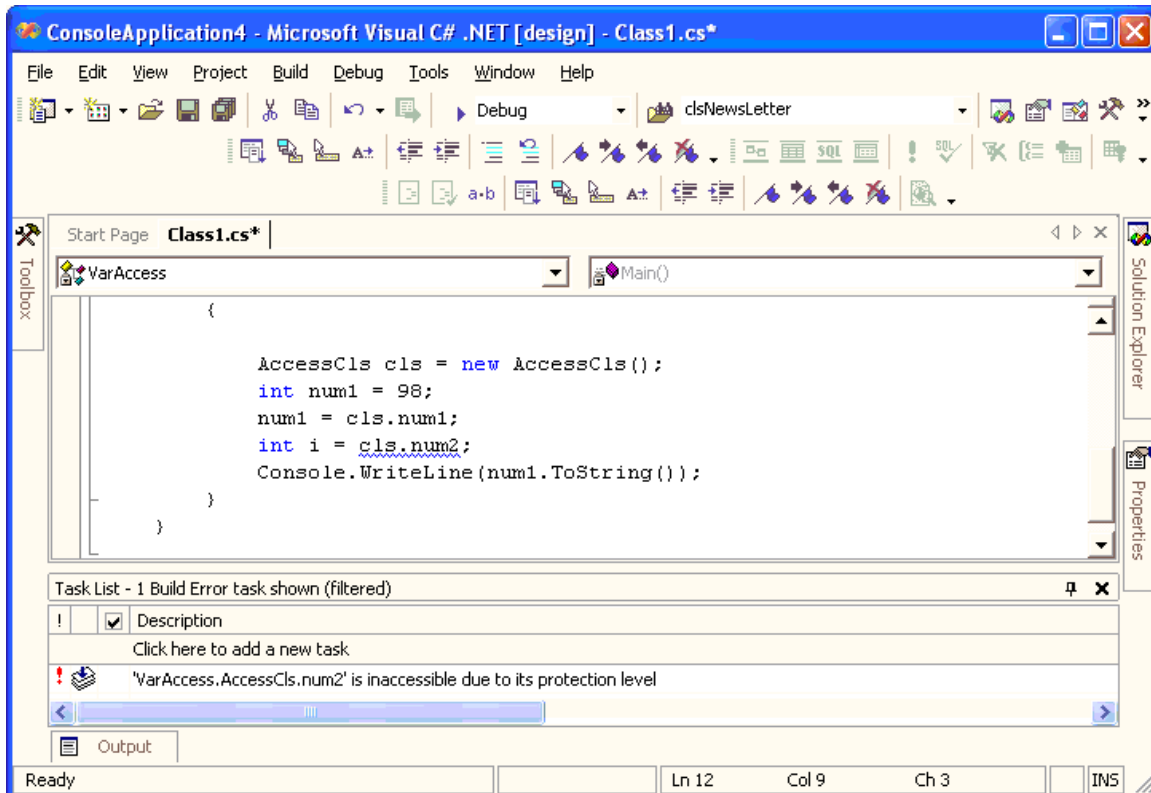 ConsoleApplication4 - Microsoft Visual C# .NET [design] - Class1.cs*
File Edit View Project Build Debug Tools Window Help
Debug clsNewsLetter
SQL SQL
a·b
Start Page Class1.cs*
VarAccess Main()
Toolbox
Solution Explorer
Properties
{
AccessCls cls = new AccessCls();
int num1 = 98;
num1 = cls.num1;
int i = cls.num2;
Console.WriteLine(num1.ToString());
}
}
Task List - 1 Build Error task shown (filtered)
! Description
Click here to add a new task
! 'VarAccess.AccessCls.num2' is inaccessible due to its protection level
Output
Ready Ln 12 Col 9 Ch 3 INS